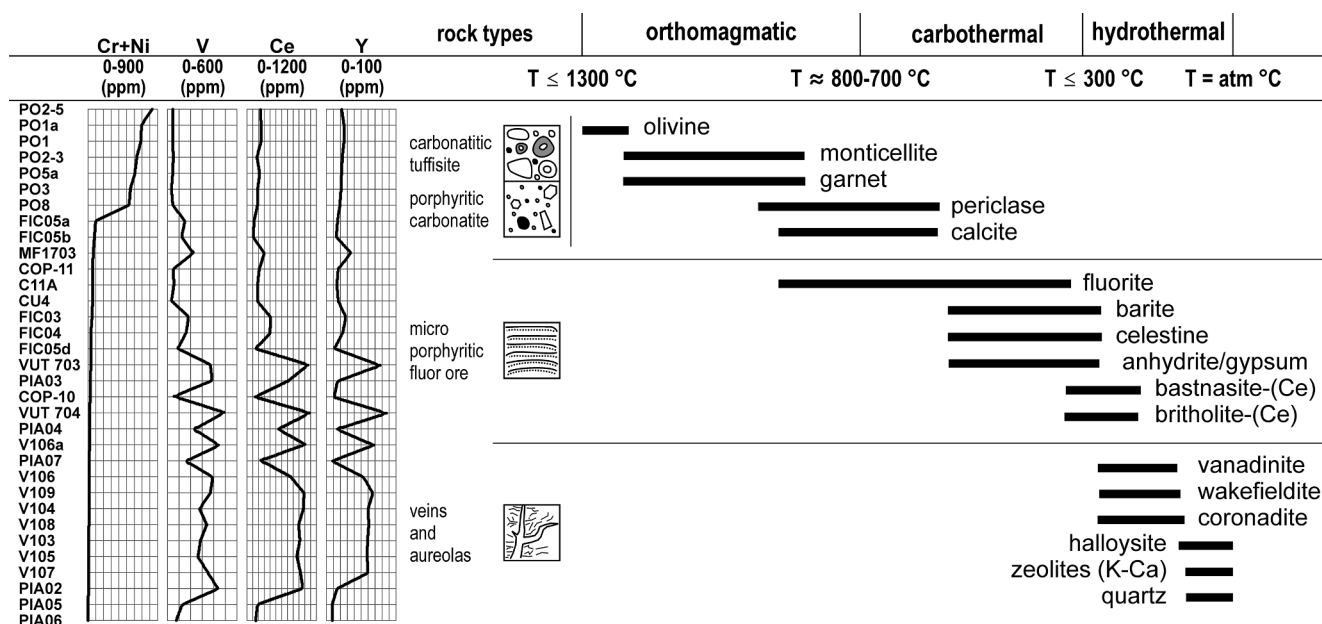 Cr+Ni V Ce Y rock types orthomagmatic carbothermal hydrothermal
0-900 0-600 0-1200 0-100
(ppm) (ppm) (ppm) (ppm)
T ≤ 1300 °C T ≈ 800-700 °C T ≤ 300 °C T = atm °C
PO2-5
PO1a
PO1
PO2-3
PO5a
PO3
PO8
FIC05a
FIC05b
MF1703
COP-11
C11A
CU4
FIC03
FIC04
FIC05d
VUT 703
PIA03
COP-10
VUT 704
PIA04
V106a
PIA07
V106
V109
V104
V108
V103
V105
V107
PIA02
PIA05
PIA06
carbonatitic
tuffisite
porphyritic
carbonatite
micro
porphyritic
fluor ore
veins
and
aureolas
olivine
monticellite
garnet
periclase
calcite
fluorite
barite
celestine
anhydrite/gypsum
bastnasite-(Ce)
britholite-(Ce)
vanadinite
wakefieldite
coronadite
halloysite
zeolites (K-Ca)
quartz